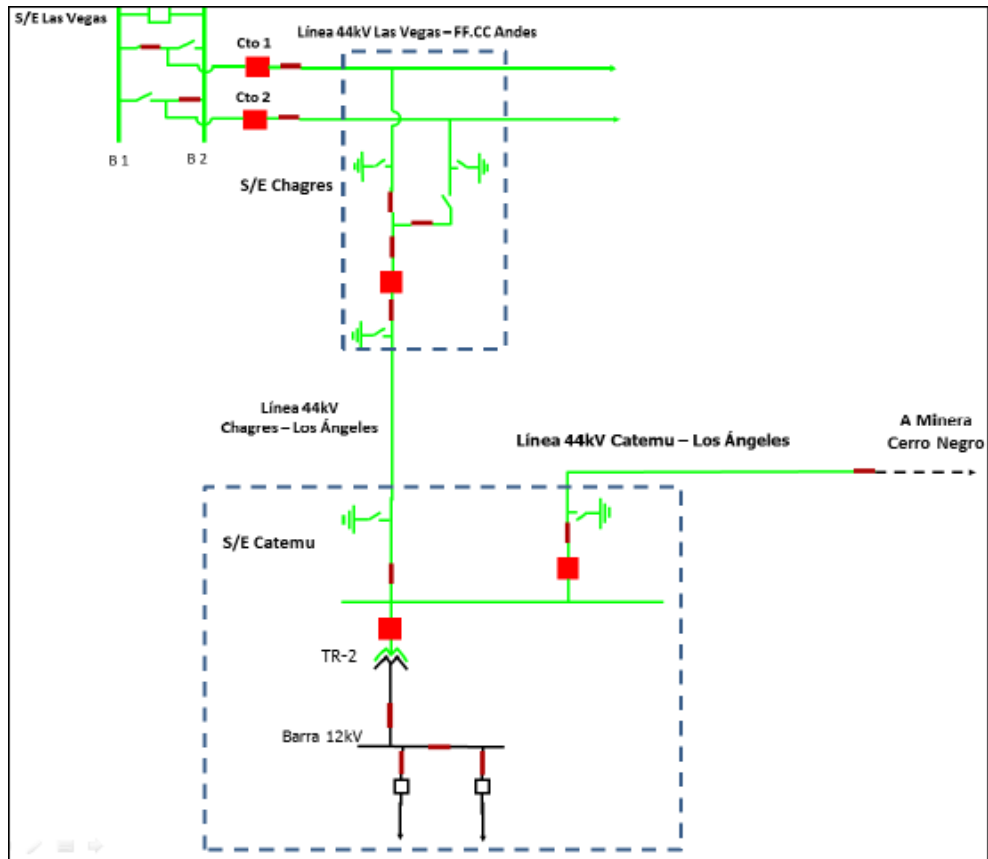 S/E Las Vegas
Línea 44kV Las Vegas – FF.CC Andes
Cto 1
Cto 2
B 1
B 2
S/E Chagres
Línea 44kV
Chagres – Los Ángeles
Línea 44kV Catemu – Los Ángeles
A Minera
Cerro Negro
S/E Catemu
TR-2
Barra 12kV